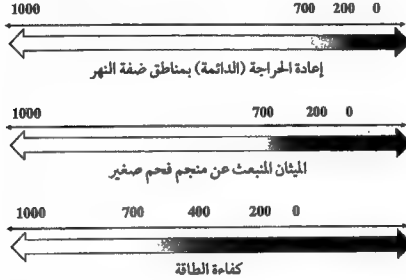 1000 700 200 0
إعادة الحراجة (الدائمة) بمناطق ضفة النهر
1000 700 200 0
الميثان المنبعث عن منجم فحم صغير
1000 700 400 200 0
كفاءة الطاقة